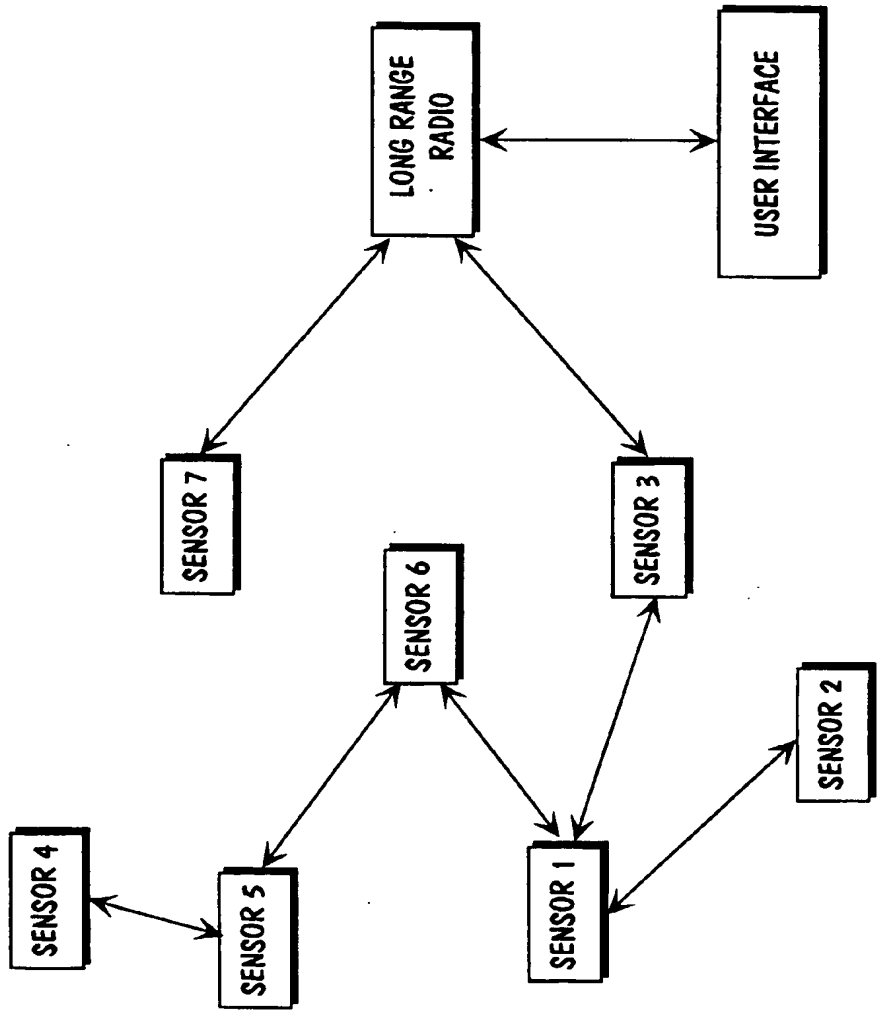 SENSOR 4
SENSOR 7
SENSOR 5
LONG RANGE
RADIO
SENSOR 6
SENSOR 1
SENSOR 3
USER INTERFACE
SENSOR 2